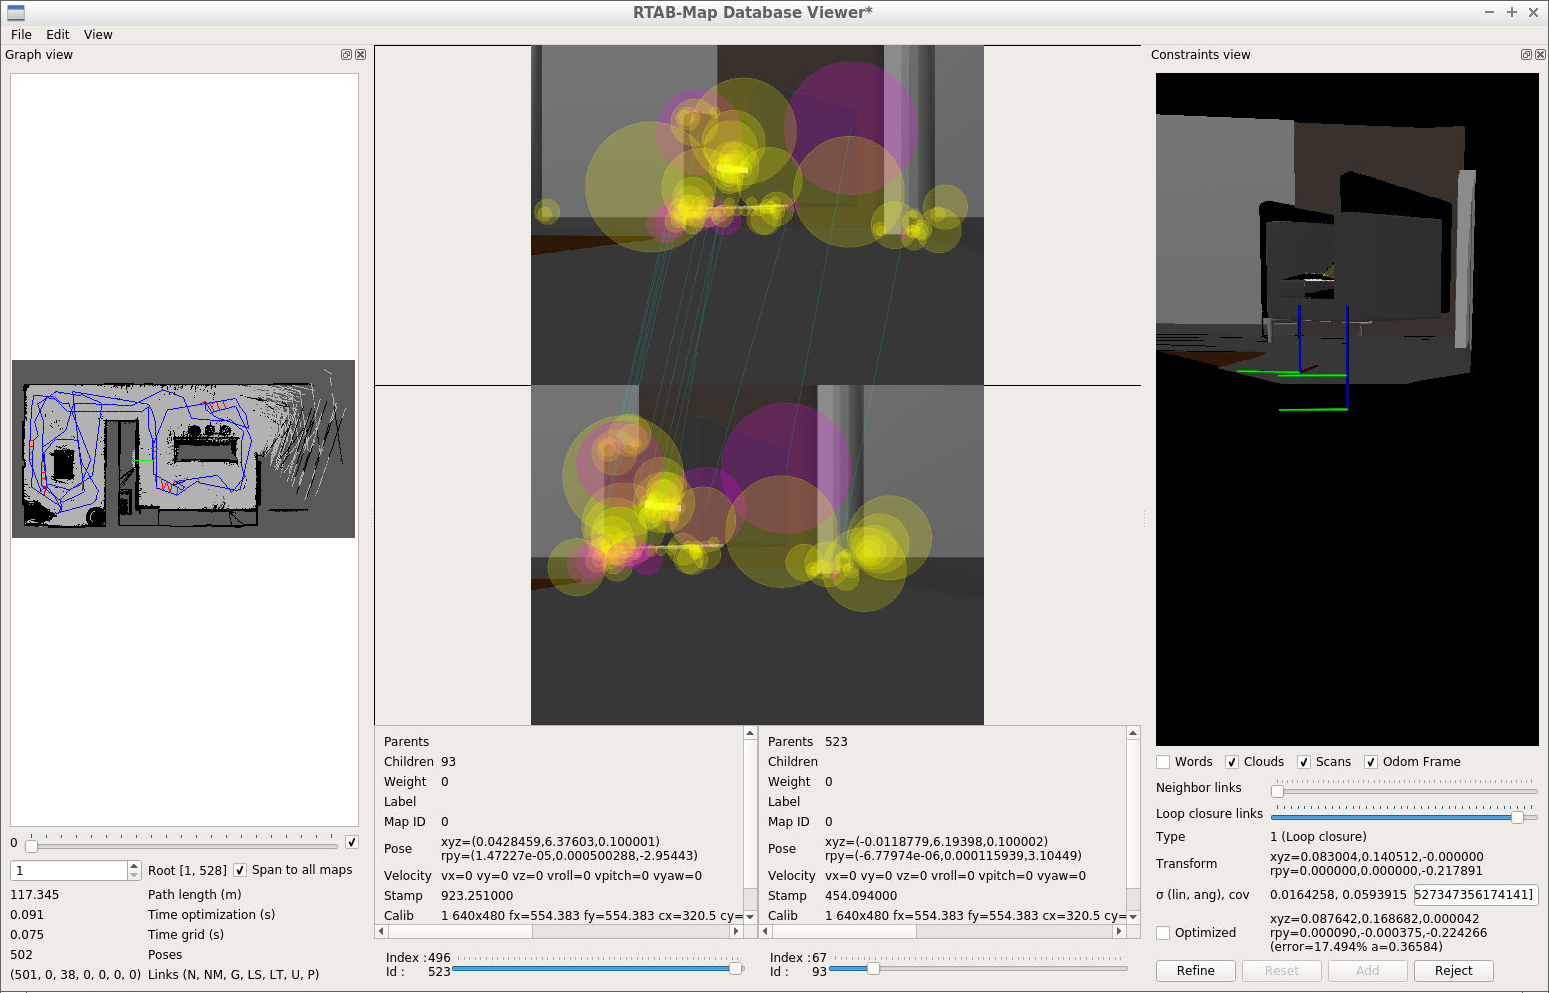 RTAB-Map Database Viewer*
File Edit View
Graph view
Constraints view
0
1
Root [1, 528]
Span to all maps
117.345 Path length (m)
0.091 Time optimization (s)
0.075 Time grid (s)
502 Poses
(501, 0, 38, 0, 0, 0, 0) Links (N, NM, G, LS, LT, U, P)
Parents
Children 93
Weight 0
Label
Map ID 0
Pose xyz=(0.0428459,6.37603,0.100001)
rpy=(1.47227e-05,0.000500288,-2.95443)
Velocity vx=0 vy=0 vz=0 vroll=0 vpitch=0 vyaw=0
Stamp 923.251000
Calib 1 640x480 fx=554.383 fy=554.383 cx=320.5 cy=
Index : 496
Id : 523
Parents 523
Children
Weight 0
Label
Map ID 0
Pose xyz=(-0.0118779,6.19398,0.100002)
rpy=(-6.77974e-06,0.000115939,3.10449)
Velocity vx=0 vy=0 vz=0 vroll=0 vpitch=0 vyaw=0
Stamp 454.094000
Calib 1 640x480 fx=554.383 fy=554.383 cx=320.5 cy=
Index : 67
Id : 93
Words Clouds Scans Odom Frame
Neighbor links
Loop closure links
Type 1 (Loop closure)
Transform xyz=0.083004,0.140512,-0.000000
rpy=0.000000,0.000000,-0.217891
σ (lin, ang), cov 0.0164258, 0.0593915 527347356174141]
Optimized xyz=0.087642,0.168682,0.000042
rpy=0.000090,-0.000375,-0.224266
(error=17.494% a=0.36584)
Refine Reset Add Reject